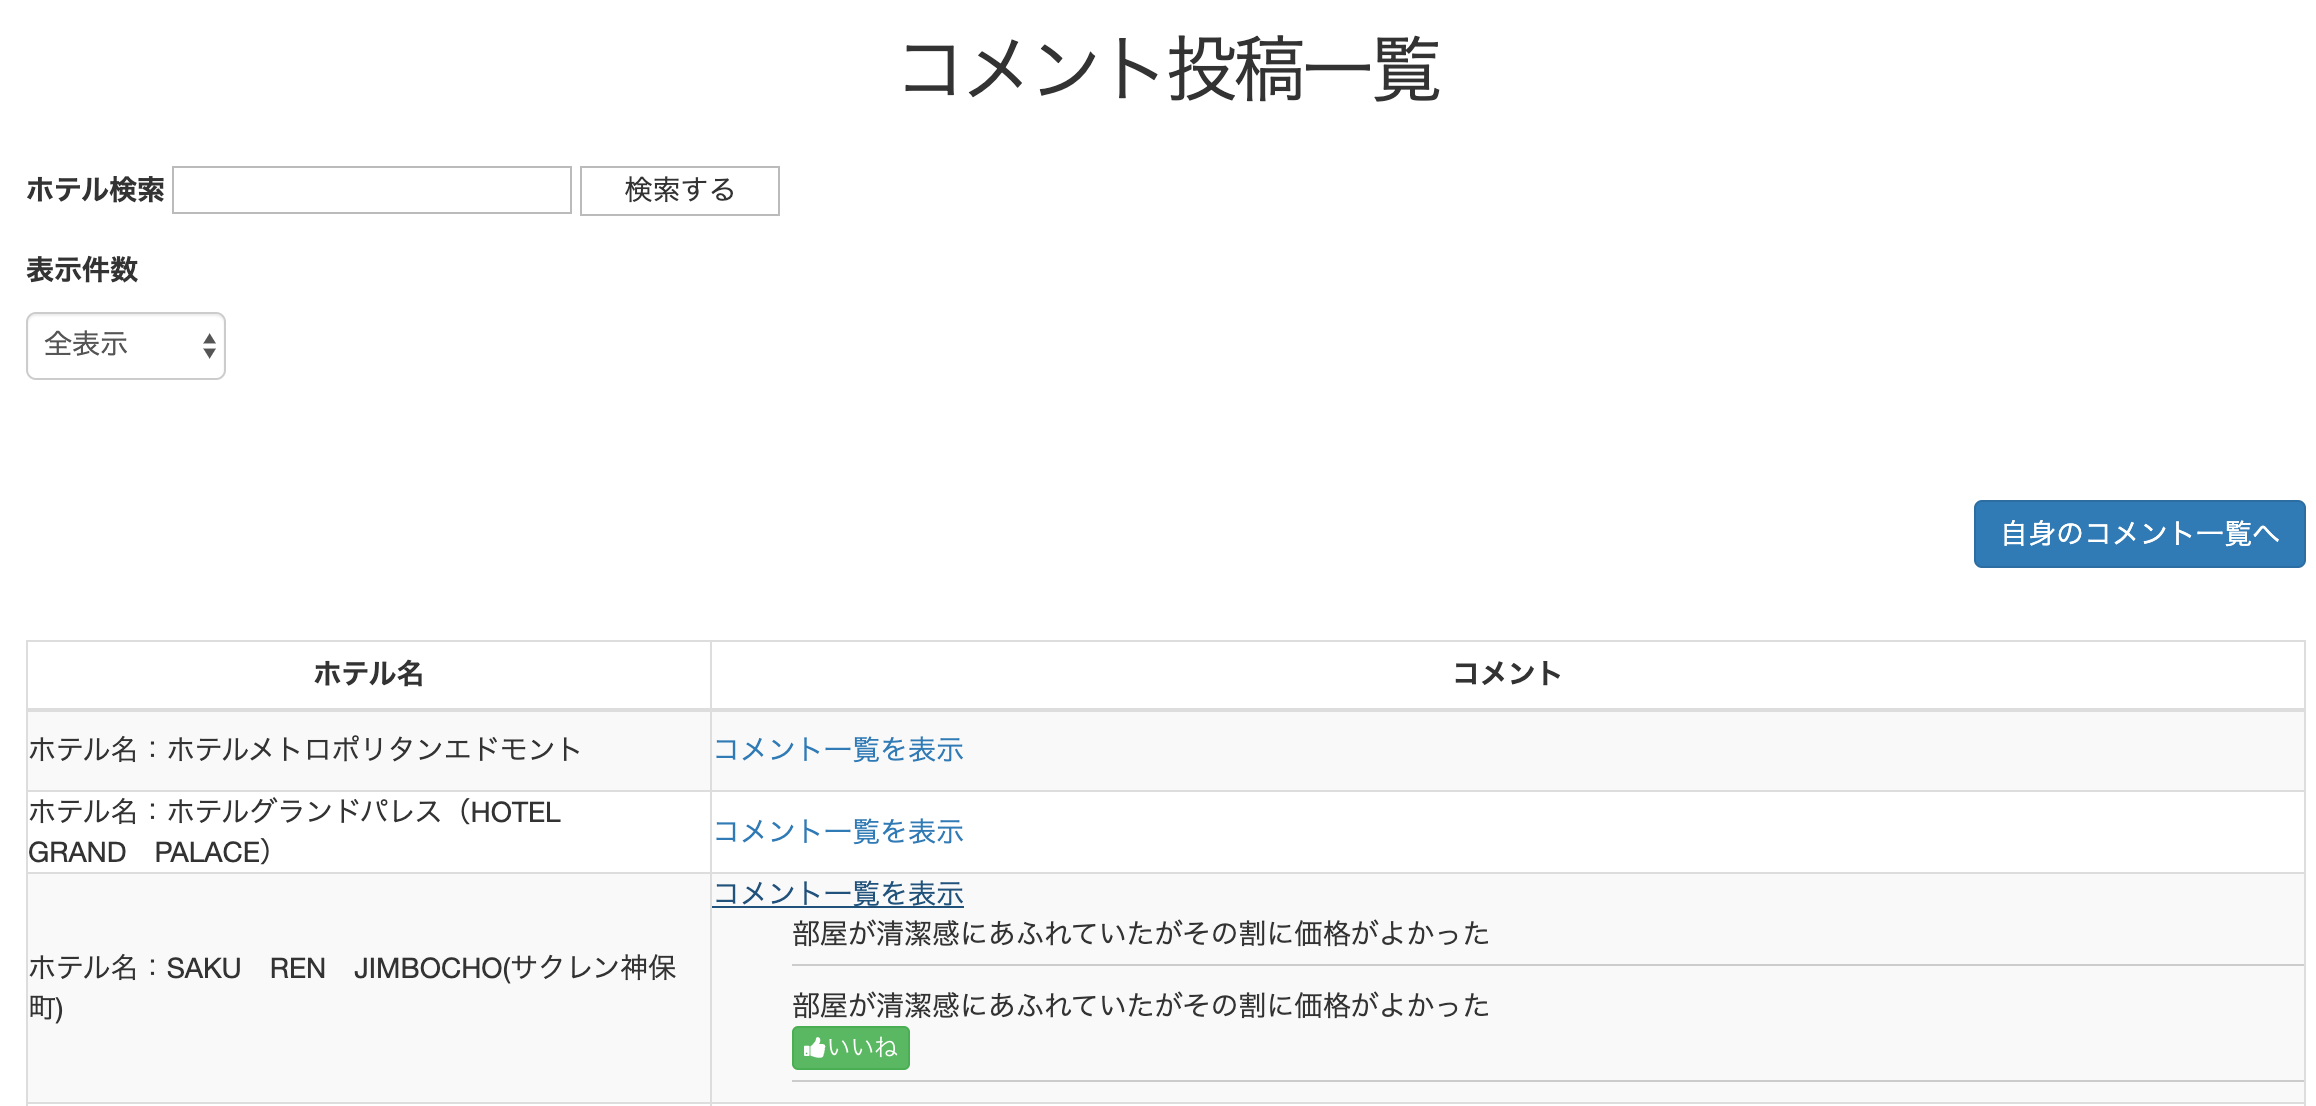 コメント投稿一覧
ホテル検索 検索する
表示件数
全表示
自身のコメント一覧へ
ホテル名 コメント
ホテル名：ホテルメトロポリタンエドモント コメント一覧を表示
ホテル名：ホテルグランドパレス（HOTEL
GRAND　PALACE）
コメント一覧を表示
ホテル名：SAKU　REN　JIMBOCHO(サクレン神保
町)
コメント一覧を表示
部屋が清潔感にあふれていたがその割に価格がよかった
部屋が清潔感にあふれていたがその割に価格がよかった
いいね